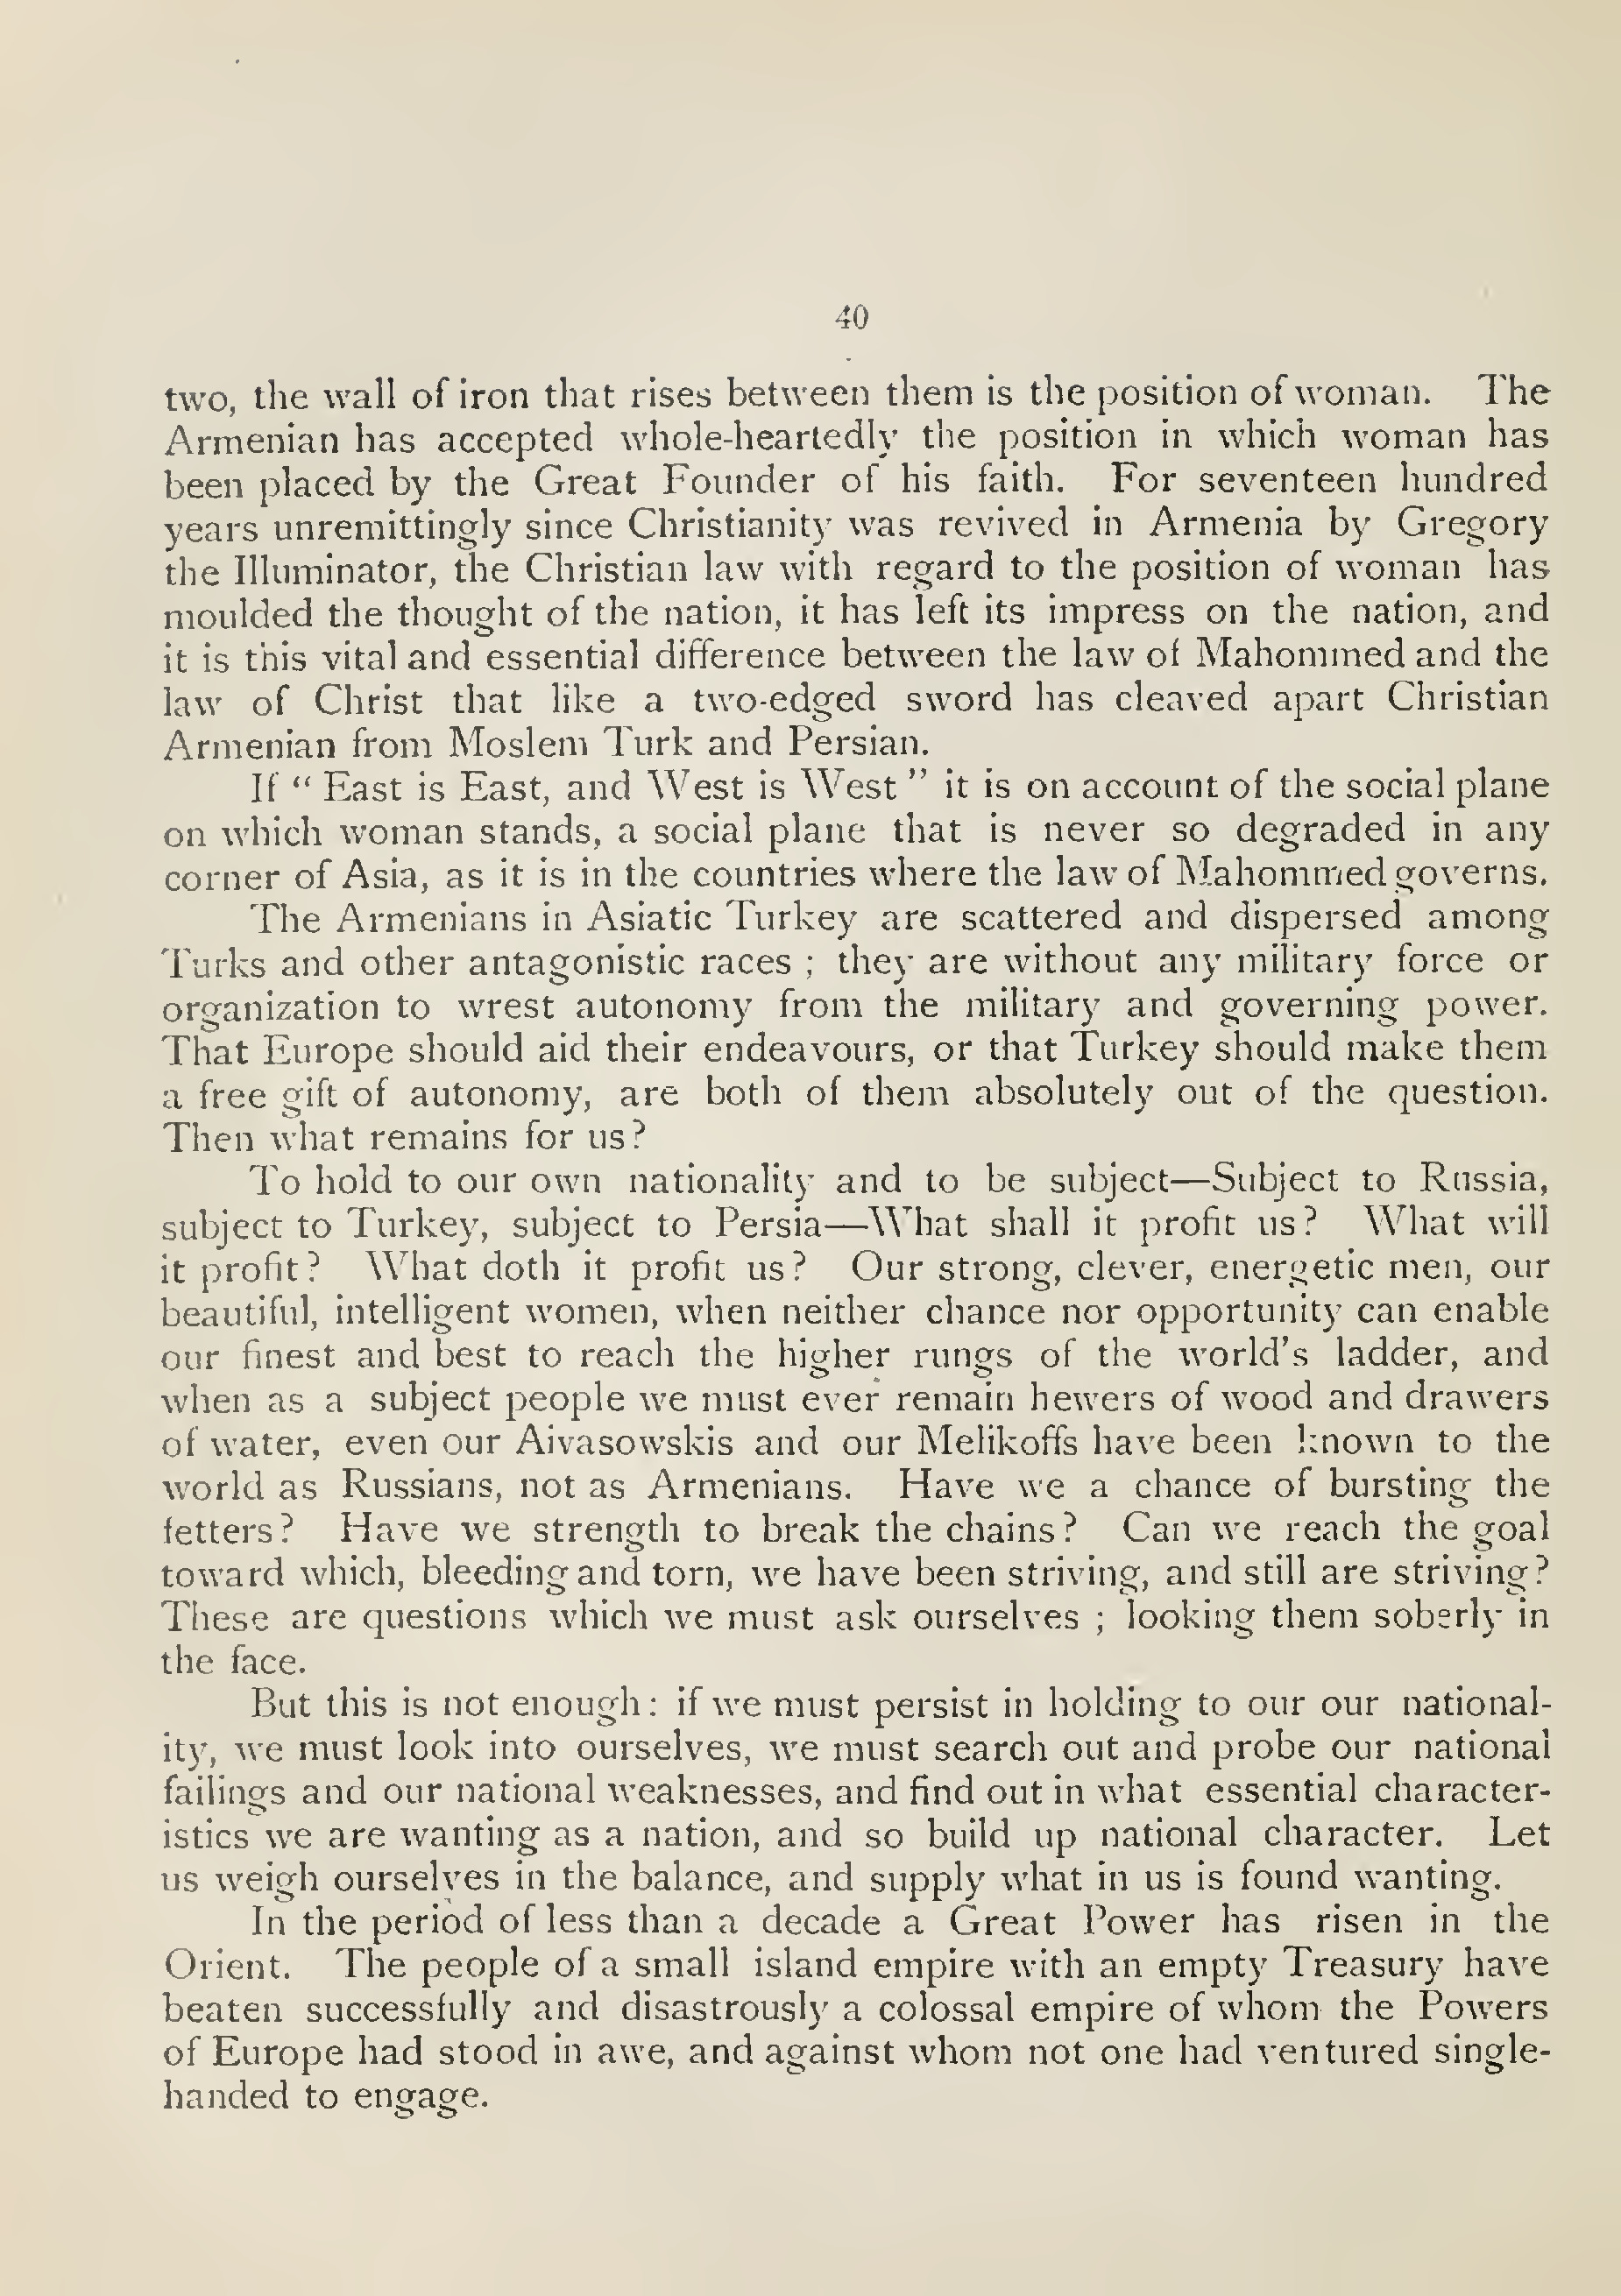 40
two, the wall of iron that rises between them is the position of woman. The
Armenian has accepted whole-heartedly the position in which woman has
been placed by the Great Founder of his faith. For seventeen hundred
years unremittingly since Christianity was revived in Armenia by Gregory
the Illuminator, the Christian law with regard to the position of woman has
moulded the thought of the nation, it has left its impress on the nation, and
it is this vital and essential difference between the law of Mahommed and the
law of Christ that like a two-edged sword has cleaved apart Christian
Armenian from Moslem Turk and Persian.
If “ East is East, and West is West ” it is on account of the social plane
on which woman stands, a social plane that is never so degraded in any
corner of Asia, as it is in the countries where the law of Mahommed governs.
The Armenians in Asiatic Turkey are scattered and dispersed among
Turks and other antagonistic races ; they are without any military force or
organization to wrest autonomy from the military and governing power.
That Europe should aid their endeavours, or that Turkey should make them
a free gift of autonomy, are both of them absolutely out of the question.
Then what remains for us?
To hold to our own nationality and to be subject—Subject to Russia,
subject to Turkey, subject to Persia—What shall it profit us? What will
it profit? What doth it profit us? Our strong, clever, energetic men, our
beautiful, intelligent women, when neither chance nor opportunity can enable
our finest and best to reach the higher rungs of the world's ladder, and
when as a subject people we must ever remain hewers of wood and drawers
of water, even our Aivasowskis and our Melikoffs have been known to the
world as Russians, not as Armenians. Have we a chance of bursting the
fetters? Have we strength to break the chains? Can we reach the goal
toward which, bleeding and torn, we have been striving, and still are striving?
These are questions which we must ask ourselves ; looking them soberly in
the face.
But this is not enough: if we must persist in holding to our our national-
ity, we must look into ourselves, we must search out and probe our national
failings and our national weaknesses, and find out in what essential character-
istics we are wanting as a nation, and so build up national character. Let
us weigh ourselves in the balance, and supply what in us is found wanting.
In the period of less than a decade a Great Power has risen in the
Orient. The people of a small island empire with an empty Treasury have
beaten successfully and disastrously a colossal empire of whom the Powers
of Europe had stood in awe, and against whom not one had ventured single-
handed to engage.